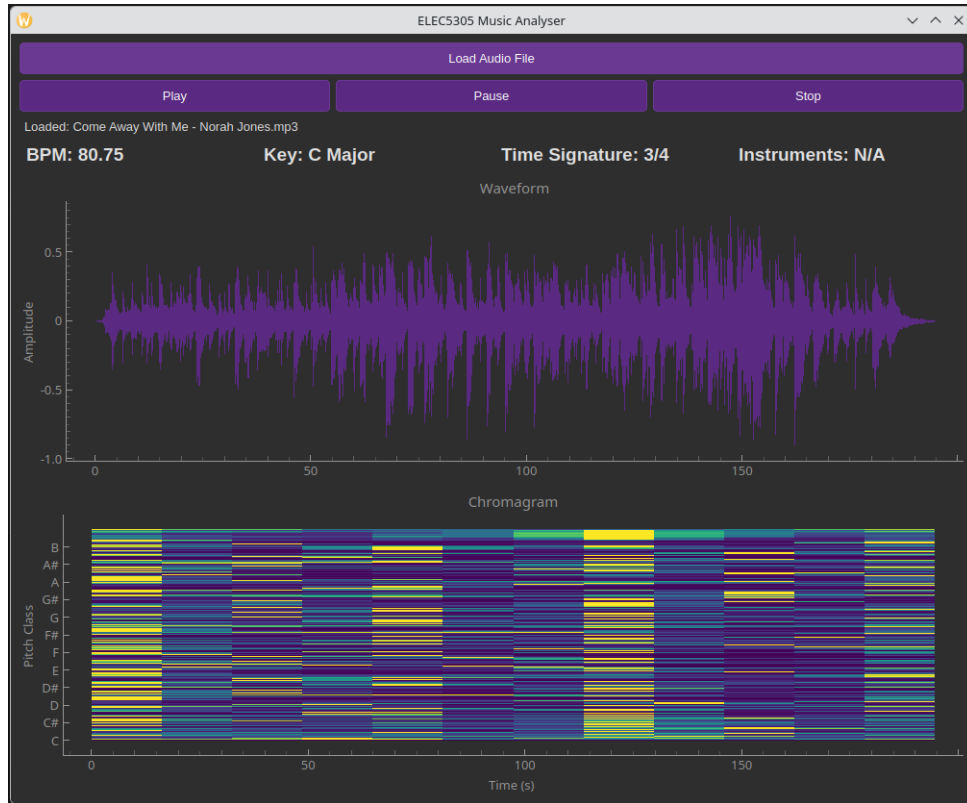 ELEC5305 Music Analyser
Load Audio File
Play Pause Stop
Loaded: Come Away With Me - Norah Jones.mp3
BPM: 80.75 Key: C Major Time Signature: 3/4 Instruments: N/A
Waveform
Amplitude
0.5
0
-0.5
-1.0
0 50 100 150
Chromagram
Pitch Class
B
A#
A
G#
G
F#
F
E
D#
D
C#
C
0 50 100 150
Time (s)